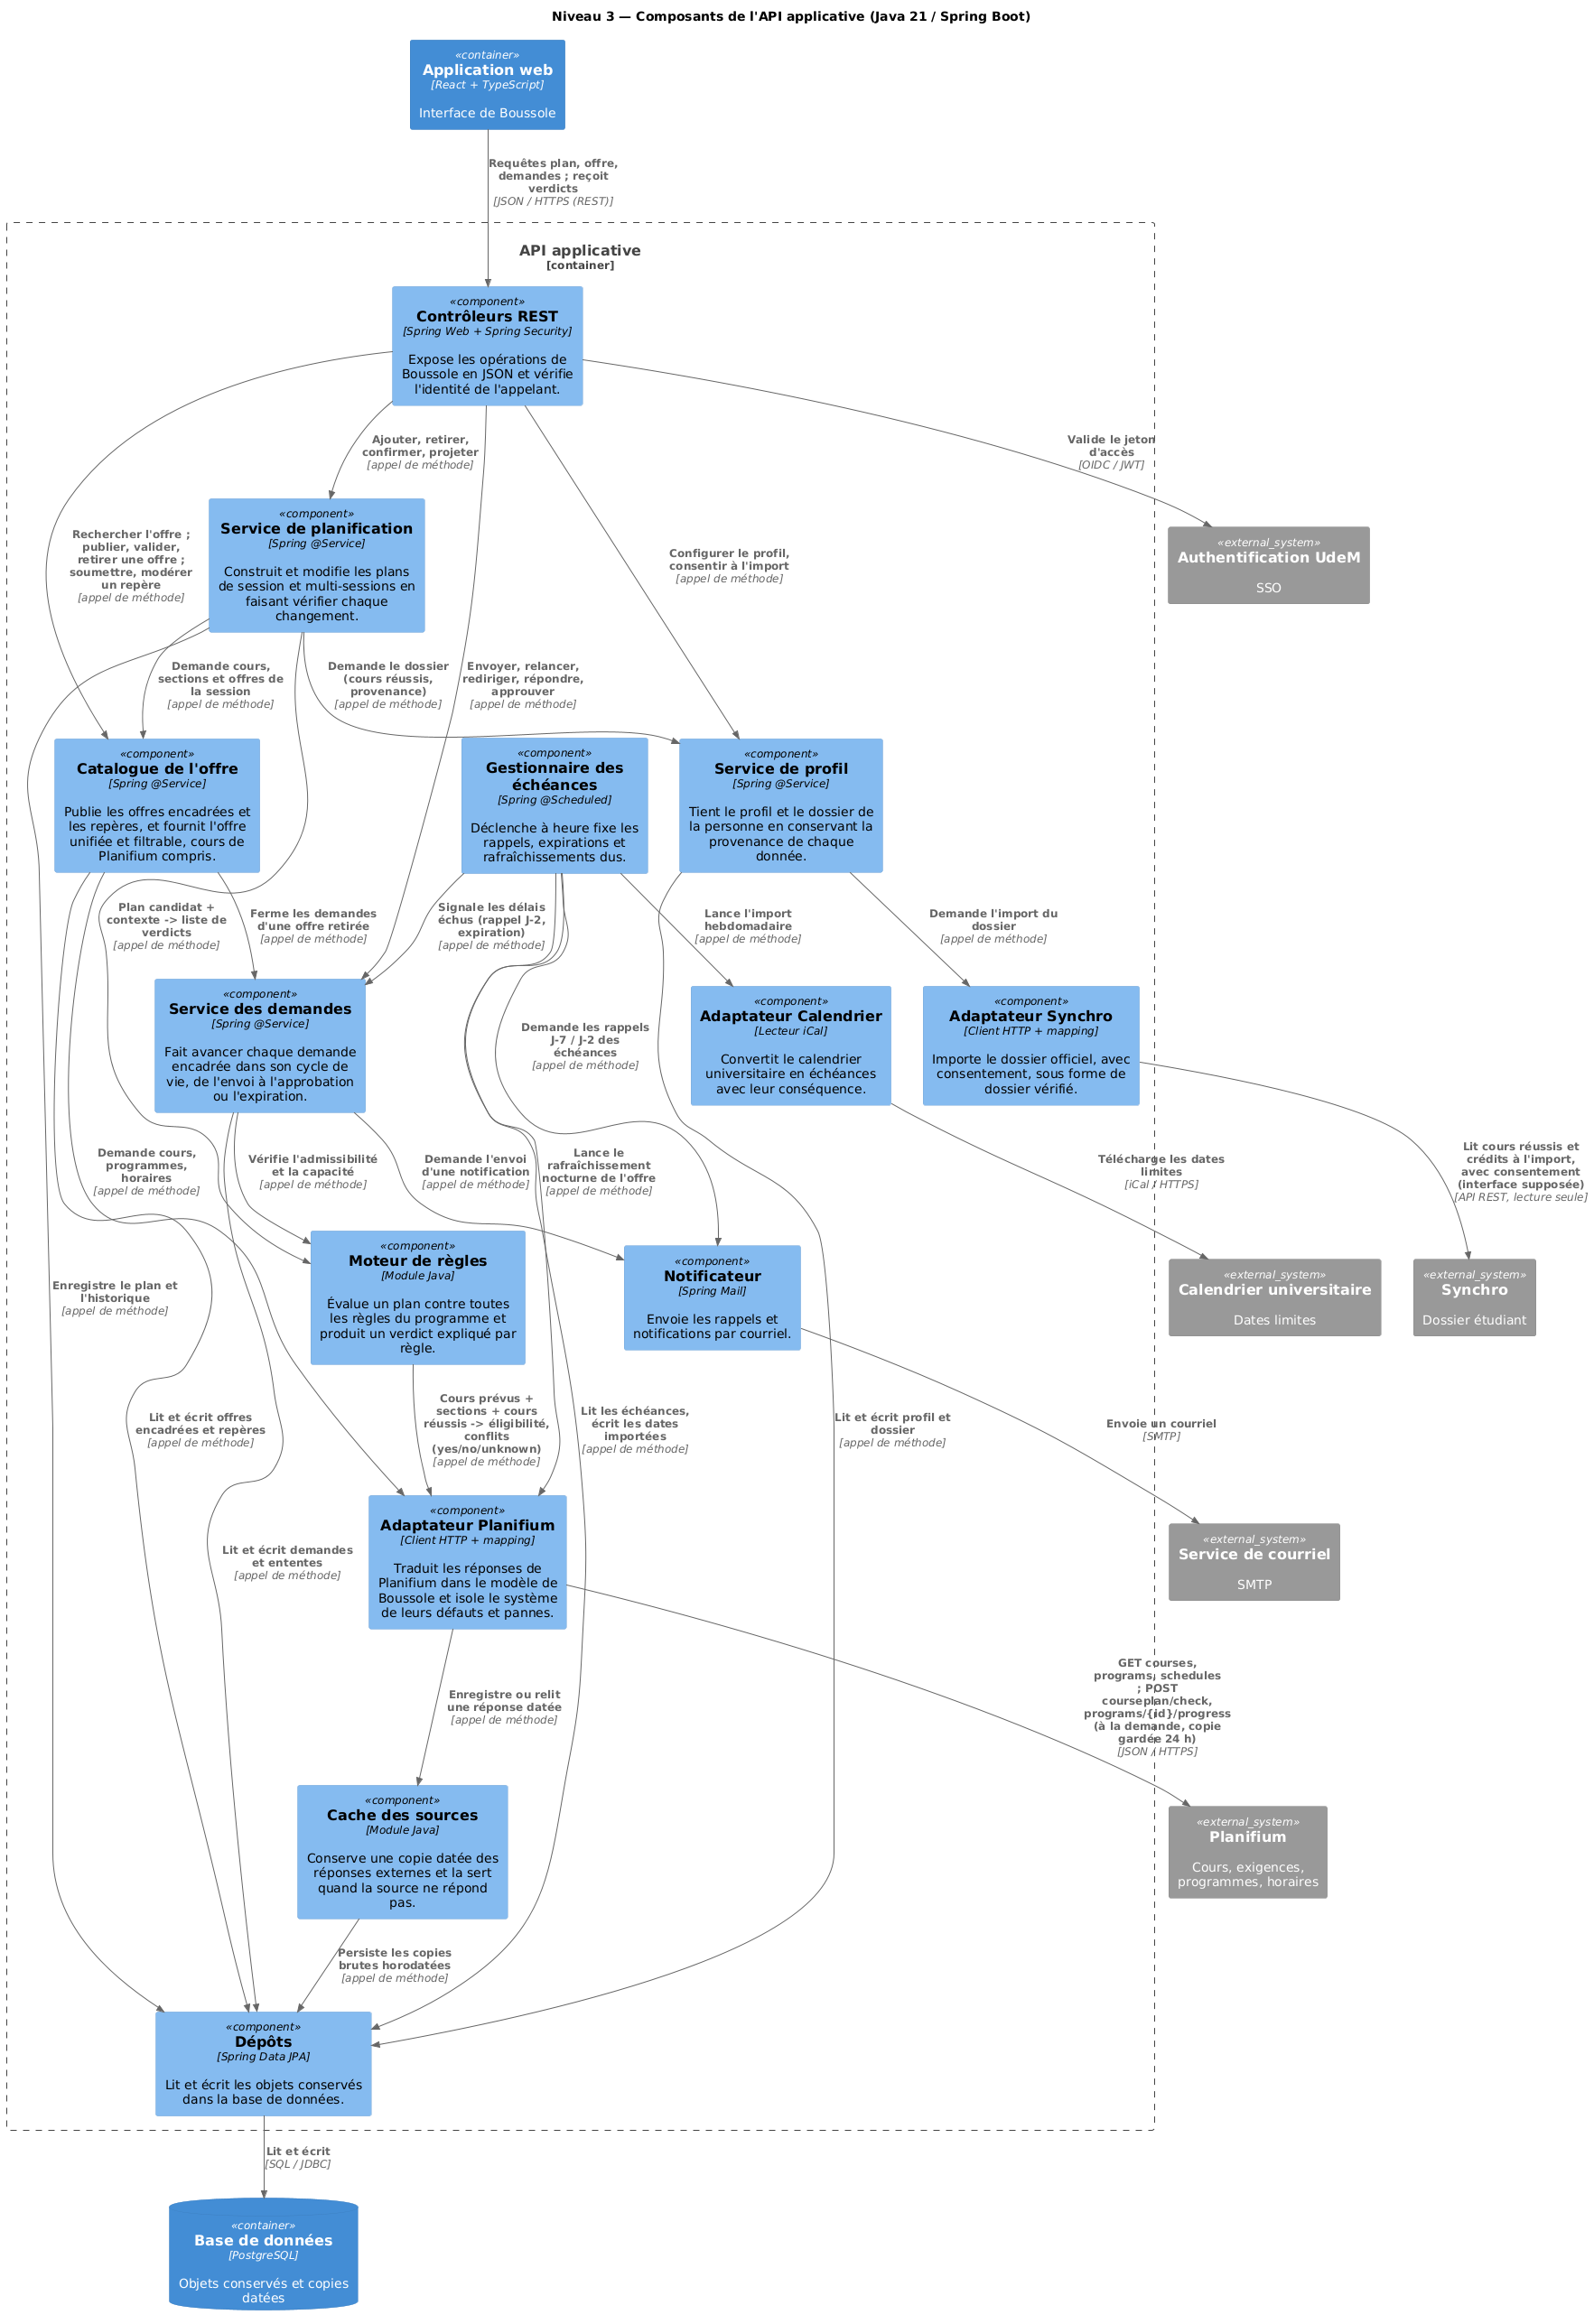 Niveau 3 — Composants de l'API applicative (Java 21 / Spring Boot)
«container»
Application web
[React + TypeScript]
Interface de Boussole
Requêtes plan, offre,
demandes ; reçoit
verdicts
[JSON / HTTPS (REST)]
API applicative
[container]
«component»
Contrôleurs REST
[Spring Web + Spring Security]
Expose les opérations de
Boussole en JSON et vérifie
l'identité de l'appelant.
Ajouter, retirer,
confirmer, projeter
[appel de méthode]
Valide le jeton
d'accès
[OIDC / JWT]
«component»
Service de planification
[Spring @Service]
Construit et modifie les plans
de session et multi-sessions en
faisant vérifier chaque
changement.
Rechercher l'offre ;
publier, valider,
retirer une offre ;
soumettre, modérer
un repère
[appel de méthode]
Configurer le profil,
consentir à l'import
[appel de méthode]
«external_system»
Authentification UdeM
SSO
Demande cours,
sections et offres de
la session
[appel de méthode]
Demande le dossier
(cours réussis,
provenance)
[appel de méthode]
Envoyer, relancer,
rediriger, répondre,
approuver
[appel de méthode]
«component»
Catalogue de l'offre
[Spring @Service]
Publie les offres encadrées et
les repères, et fournit l'offre
unifiée et filtrable, cours de
Planifium compris.
«component»
Gestionnaire des
échéances
[Spring @Scheduled]
Déclenche à heure fixe les
rappels, expirations et
rafraîchissements dus.
«component»
Service de profil
[Spring @Service]
Tient le profil et le dossier de
la personne en conservant la
provenance de chaque
donnée.
Plan candidat +
contexte -> liste de
verdicts
[appel de méthode]
Ferme les demandes
d'une offre retirée
[appel de méthode]
Signale les délais
échus (rappel J-2,
expiration)
[appel de méthode]
Lance l'import
hebdomadaire
[appel de méthode]
Demande l'import du
dossier
[appel de méthode]
«component»
Service des demandes
[Spring @Service]
Fait avancer chaque demande
encadrée dans son cycle de
vie, de l'envoi à l'approbation
ou l'expiration.
Demande les rappels
J-7 / J-2 des
échéances
[appel de méthode]
«component»
Adaptateur Calendrier
[Lecteur iCal]
Convertit le calendrier
universitaire en échéances
avec leur conséquence.
«component»
Adaptateur Synchro
[Client HTTP + mapping]
Importe le dossier officiel, avec
consentement, sous forme de
dossier vérifié.
Demande cours,
programmes,
horaires
[appel de méthode]
Vérifie l'admissibilité
et la capacité
[appel de méthode]
Demande l'envoi
d'une notification
[appel de méthode]
Lance le
rafraîchissement
nocturne de l'offre
[appel de méthode]
Télécharge les dates
limites
[iCal / HTTPS]
Lit cours réussis et
crédits à l'import,
avec consentement
(interface supposée)
[API REST, lecture seule]
«component»
Moteur de règles
[Module Java]
Évalue un plan contre toutes
les règles du programme et
produit un verdict expliqué par
règle.
«component»
Notificateur
[Spring Mail]
Envoie les rappels et
notifications par courriel.
«external_system»
Calendrier universitaire
Dates limites
«external_system»
Synchro
Dossier étudiant
Enregistre le plan et
l'historique
[appel de méthode]
Lit et écrit offres
encadrées et repères
[appel de méthode]
Cours prévus +
sections + cours
réussis -> éligibilité,
conflits
(yes/no/unknown)
[appel de méthode]
Lit les échéances,
écrit les dates
importées
[appel de méthode]
Lit et écrit profil et
dossier
[appel de méthode]
Envoie un courriel
[SMTP]
«component»
Adaptateur Planifium
[Client HTTP + mapping]
Traduit les réponses de
Planifium dans le modèle de
Boussole et isole le système
de leurs défauts et pannes.
Lit et écrit demandes
et ententes
[appel de méthode]
«external_system»
Service de courriel
SMTP
Enregistre ou relit
une réponse datée
[appel de méthode]
GET courses,
programs, schedules
; POST
courseplan/check,
programs/{id}/progress
(à la demande, copie
gardée 24 h)
[JSON / HTTPS]
«component»
Cache des sources
[Module Java]
Conserve une copie datée des
réponses externes et la sert
quand la source ne répond
pas.
«external_system»
Planifium
Cours, exigences,
programmes, horaires
Persiste les copies
brutes horodatées
[appel de méthode]
«component»
Dépôts
[Spring Data JPA]
Lit et écrit les objets conservés
dans la base de données.
Lit et écrit
[SQL / JDBC]
«container»
Base de données
[PostgreSQL]
Objets conservés et copies
datées